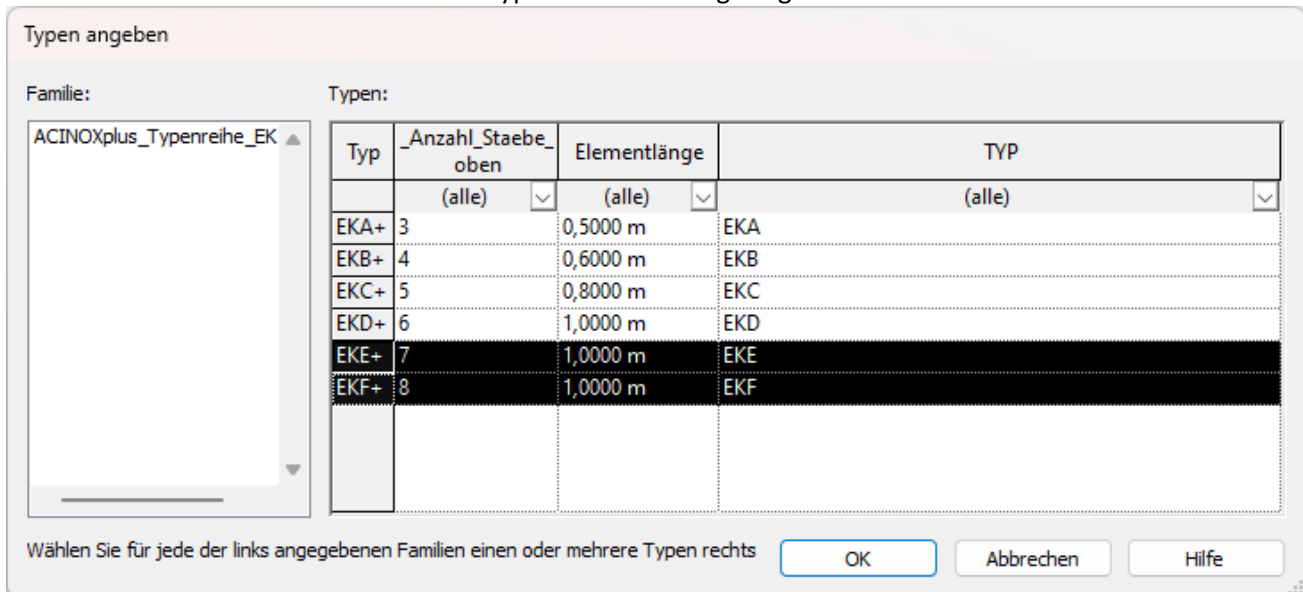 Typen angeben
Familie:
Typen:
ACINOXplus_Typenreihe_EK
Typ _Anzahl_Staebe_ oben Elementlänge TYP
(alle) (alle) (alle)
EKA+ 3 0,5000 m EKA
EKB+ 4 0,6000 m EKB
EKC+ 5 0,8000 m EKC
EKD+ 6 1,0000 m EKD
EKE+ 7 1,0000 m EKE
EKF+ 8 1,0000 m EKF
Wählen Sie für jede der links angegebenen Familien einen oder mehrere Typen rechts
OK Abbrechen Hilfe